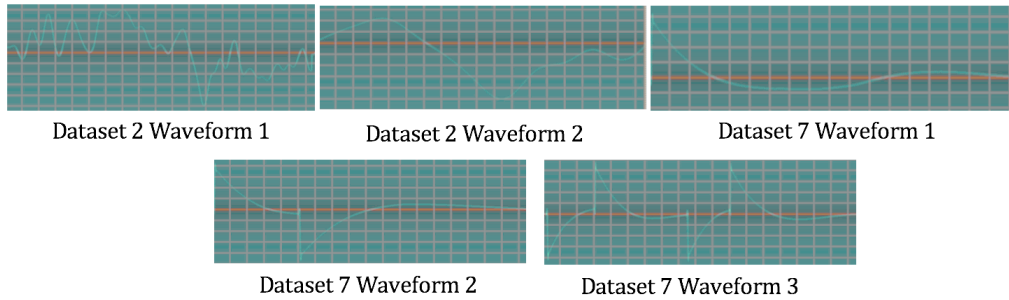 Dataset 2 Waveform 1
Dataset 2 Waveform 2
Dataset 7 Waveform 1
Dataset 7 Waveform 2
Dataset 7 Waveform 3